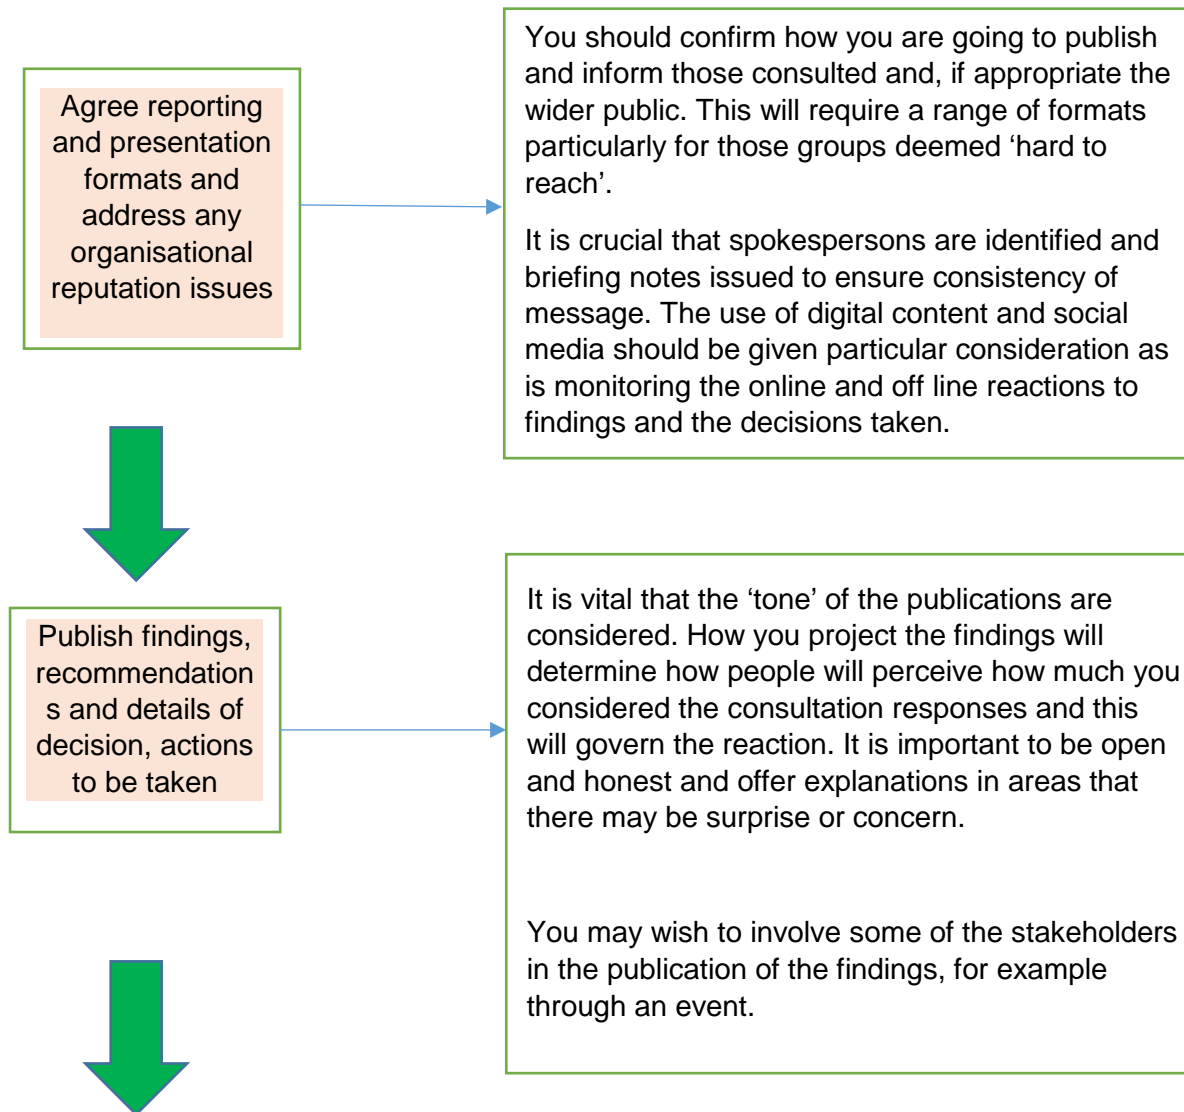 Agree reporting
and presentation
formats and
address any
organisational
reputation issues
You should confirm how you are going to publish
and inform those consulted and, if appropriate the
wider public. This will require a range of formats
particularly for those groups deemed ‘hard to
reach’.
It is crucial that spokespersons are identified and
briefing notes issued to ensure consistency of
message. The use of digital content and social
media should be given particular consideration as
is monitoring the online and off line reactions to
findings and the decisions taken.
Publish findings,
recommendation
s and details of
decision, actions
to be taken
It is vital that the ‘tone’ of the publications are
considered. How you project the findings will
determine how people will perceive how much you
considered the consultation responses and this
will govern the reaction. It is important to be open
and honest and offer explanations in areas that
there may be surprise or concern.
You may wish to involve some of the stakeholders
in the publication of the findings, for example
through an event.